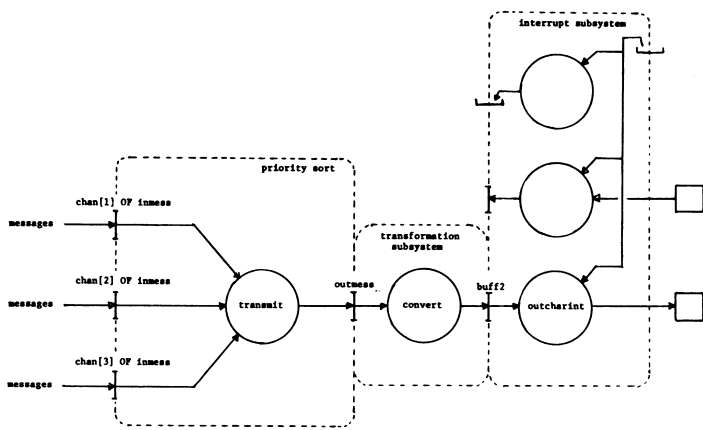 interrupt subsystem
priority sort
chan[1] OF inmess
messages
transformation
subsystem
chan[2] OF inmess
outmess
buff2
messages
transmit
convert
outcharint
chan[3] OF inmess
messages